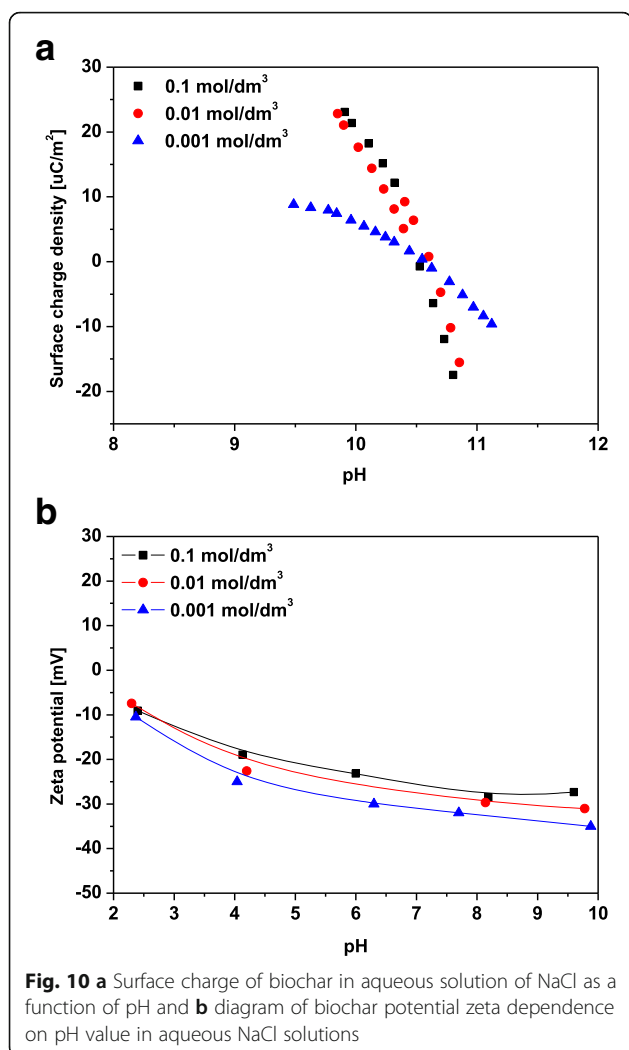 a
30
20
10
0
-10
-20
Surface charge density [uC/m²]
0.1 mol/dm³
0.01 mol/dm³
0.001 mol/dm³
8 9 10 11 12
pH
b
30
20
10
0
-10
-20
-30
-40
-50
Zeta potential [mV]
0.1 mol/dm³
0.01 mol/dm³
0.001 mol/dm³
2 3 4 5 6 7 8 9 10
pH
Fig. 10 a Surface charge of biochar in aqueous solution of NaCl as a
function of pH and b diagram of biochar potential zeta dependence
on pH value in aqueous NaCl solutions